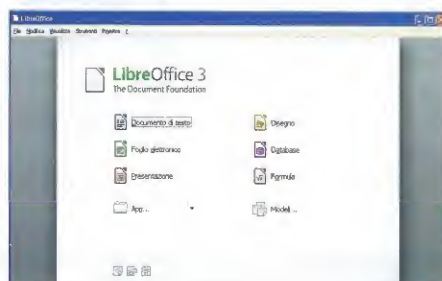 LibreOffice
File Modifica Visualizza Strumenti Finestra ?
LibreOffice 3
The Document Foundation
Documento di testo
Disegno
Foglio elettronico
Database
Presentazione
Formula
Modelli ...